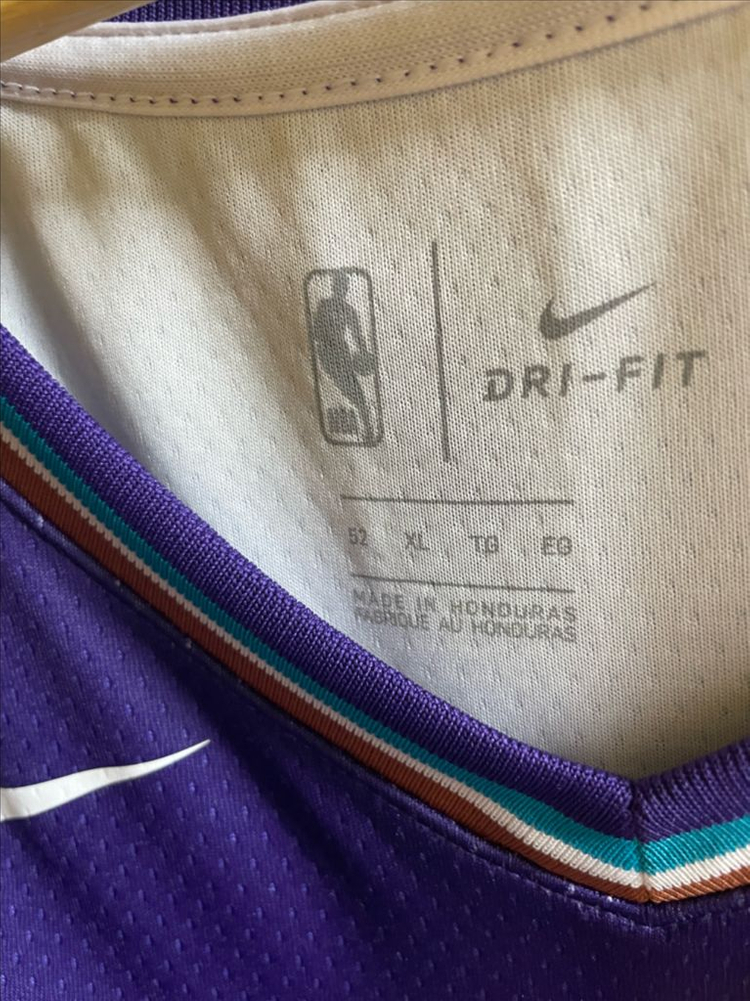 DRI-FIT
52 XL TG EG
MADE IN HONDURAS
FABRIQUE AU HONDURAS